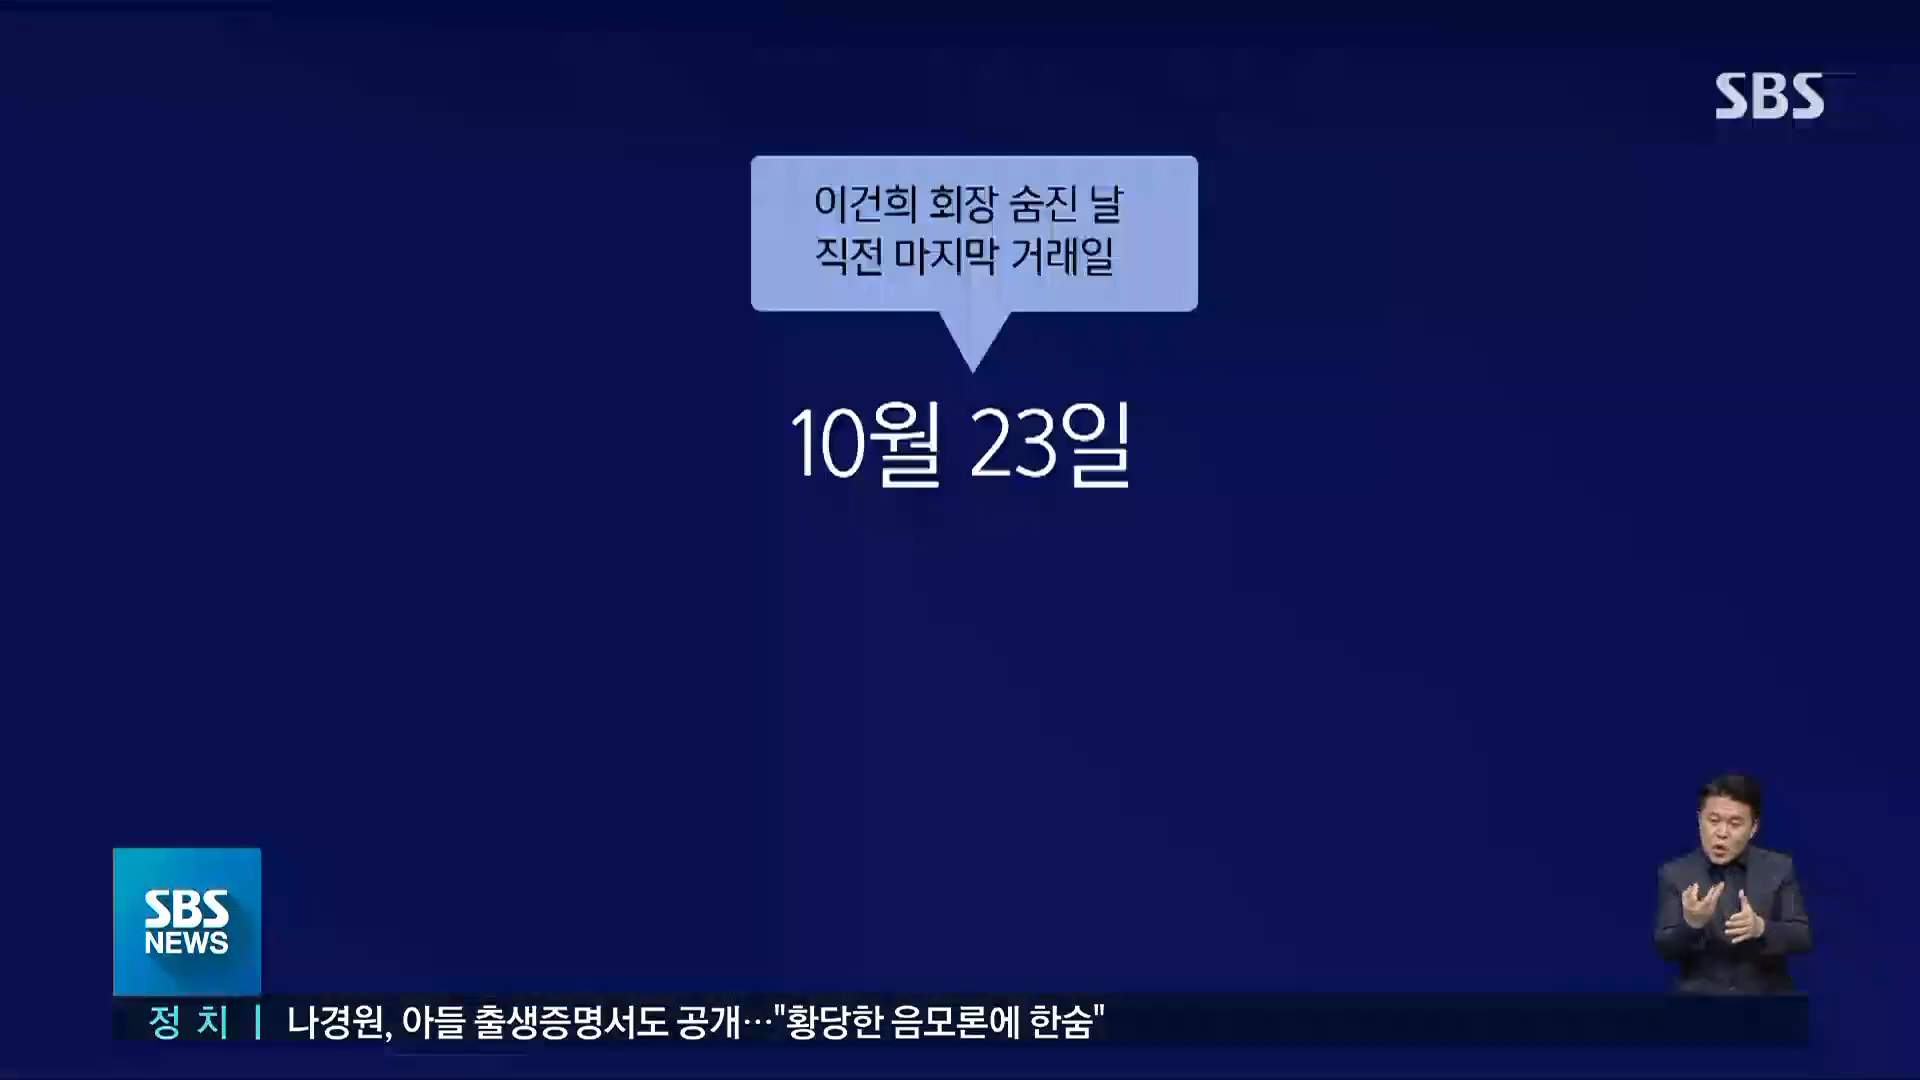 SBS
이건희 회장 숨진 날
직전 마지막 거래일
10월 23일
SBS
NEWS
정 치 | 나경원, 아들 출생증명서도 공개…"황당한 음모론에 한숨"